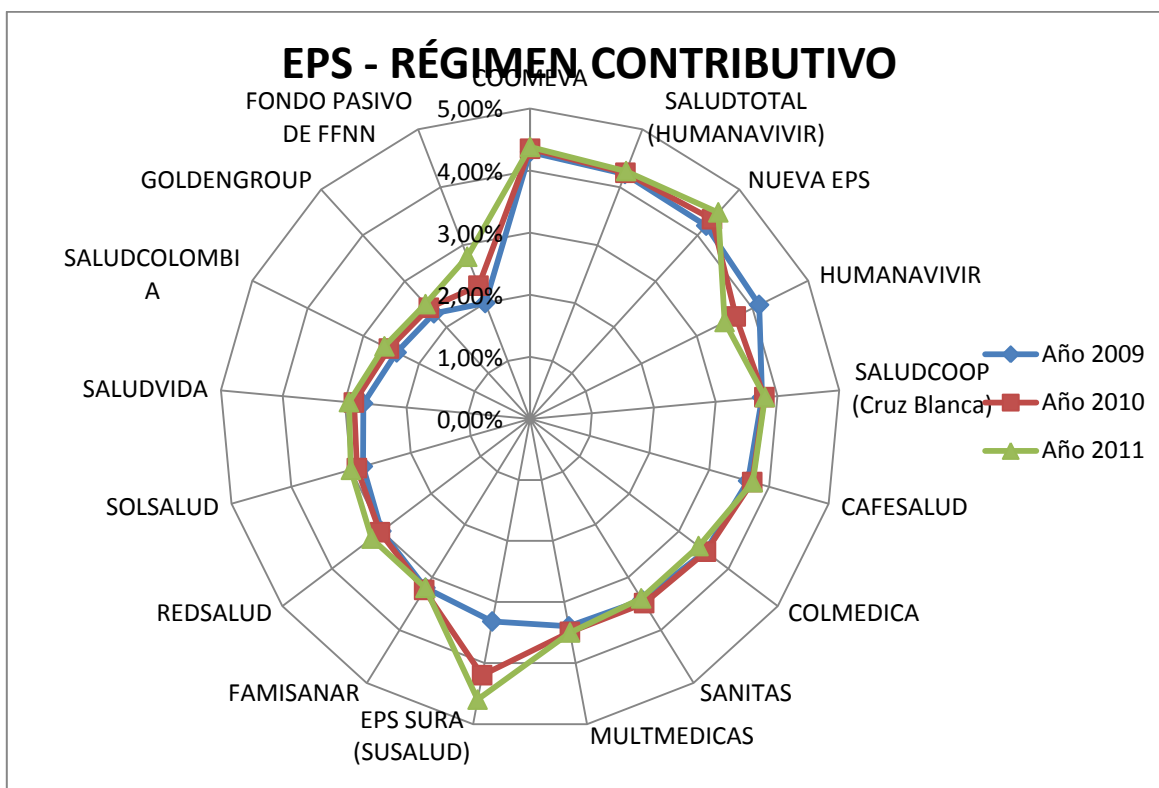 EPS - RÉGIMEN CONTRIBUTIVO
COOMEVA
SALUDTOTAL
(HUMANAVIVIR)
NUEVA EPS
HUMANAVIVIR
SALUDCOOP
(Cruz Blanca)
CAFESALUD
COLMEDICA
SANITAS
MULTMEDICAS
EPS SURA
(SUSALUD)
FAMISANAR
REDSALUD
SOLSALUD
SALUDVIDA
SALUDCOLOMBI
A
GOLDENGROUP
FONDO PASIVO
DE FFNN
5,00%
4,00%
3,00%
2,00%
1,00%
0,00%
Año 2009
Año 2010
Año 2011